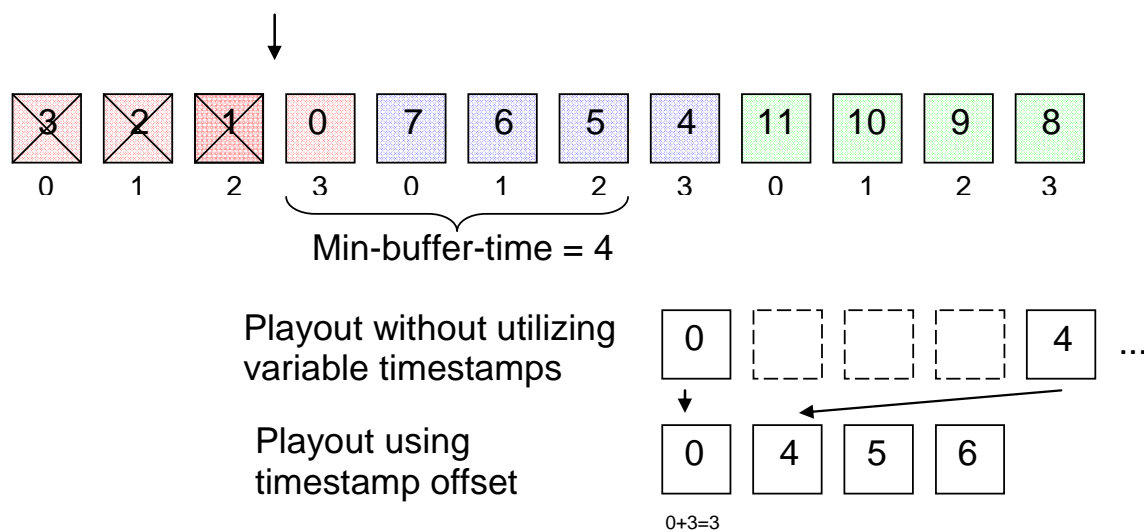 3 2 1 0 7 6 5 4 11 10 9 8
0 1 2 3 0 1 2 3 0 1 2 3
Min-buffer-time = 4
Playout without utilizing
variable timestamps
0 4 ...
Playout using
timestamp offset
0 4 5 6
0+3=3